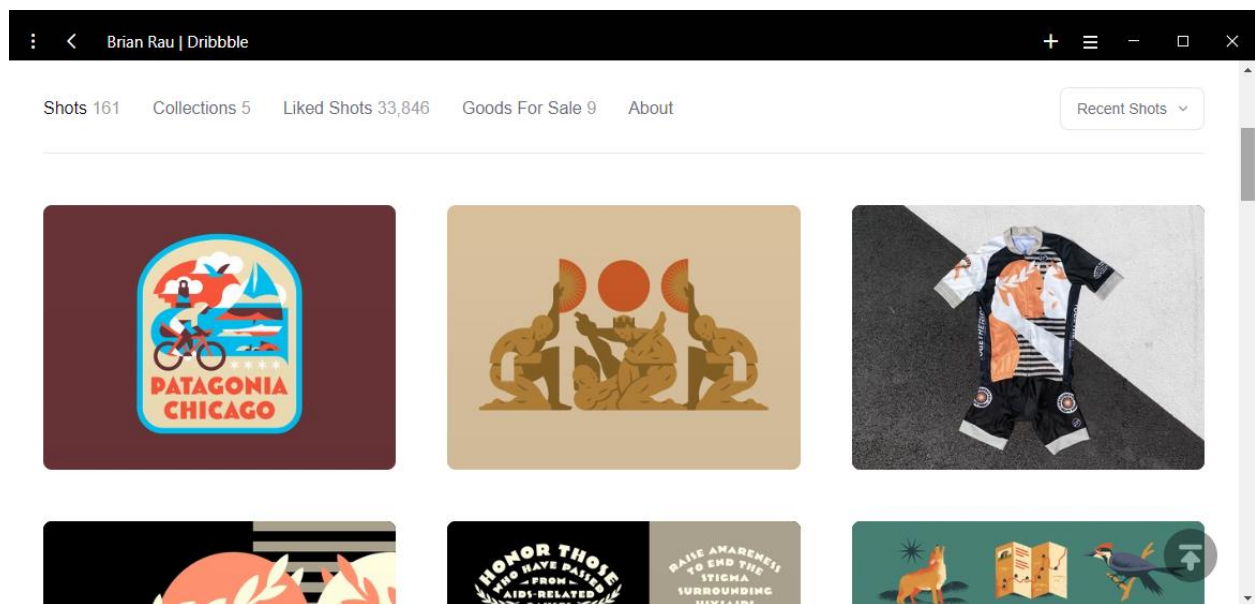 Brian Rau | Dribbble
Shots 161 Collections 5 Liked Shots 33,846 Goods For Sale 9 About
Recent Shots
PATAGONIA
CHICAGO
HONOR THOSE
WHO HAVE PASSED
FROM
AIDS-RELATED
RAISE AWARENESS
TO END THE
STIGMA
SURROUNDING